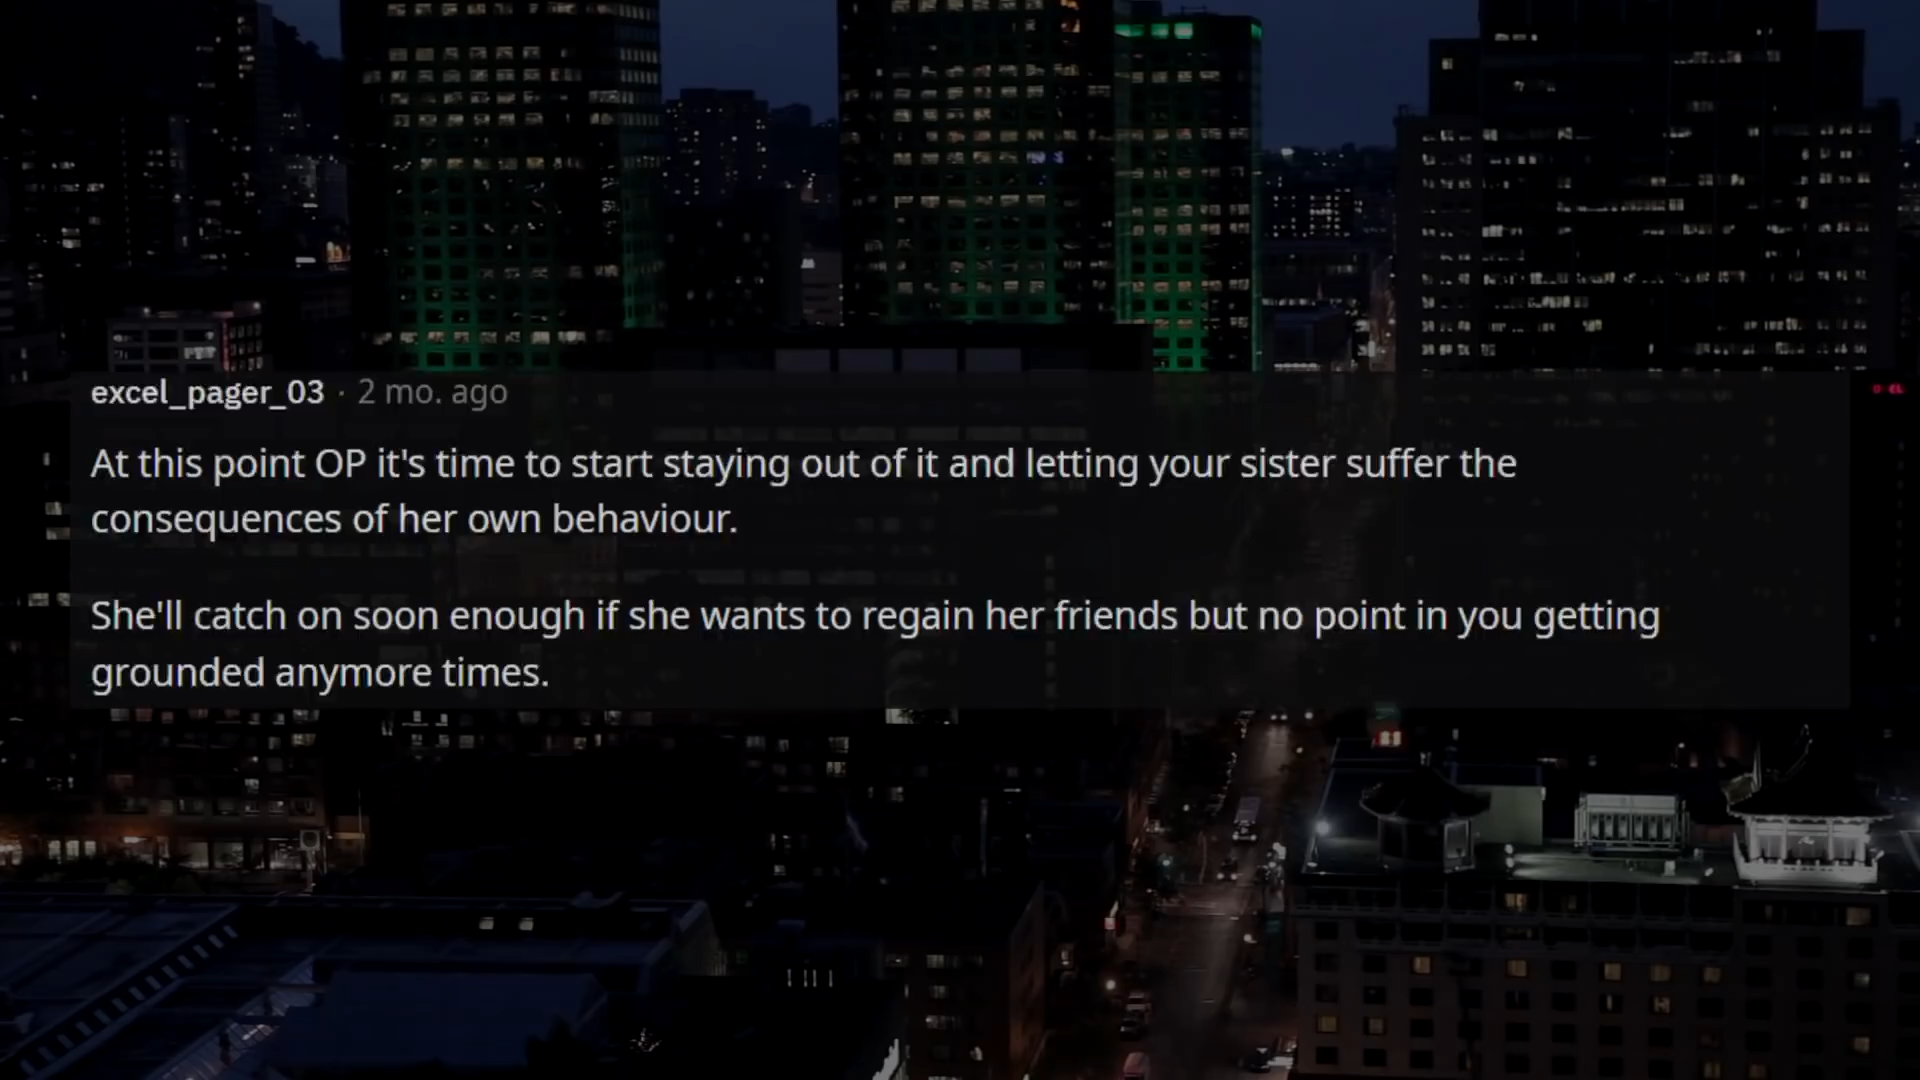 excel_pager_03 · 2 mo. ago
At this point OP it's time to start staying out of it and letting your sister suffer the
consequences of her own behaviour.
She'll catch on soon enough if she wants to regain her friends but no point in you getting
grounded anymore times.